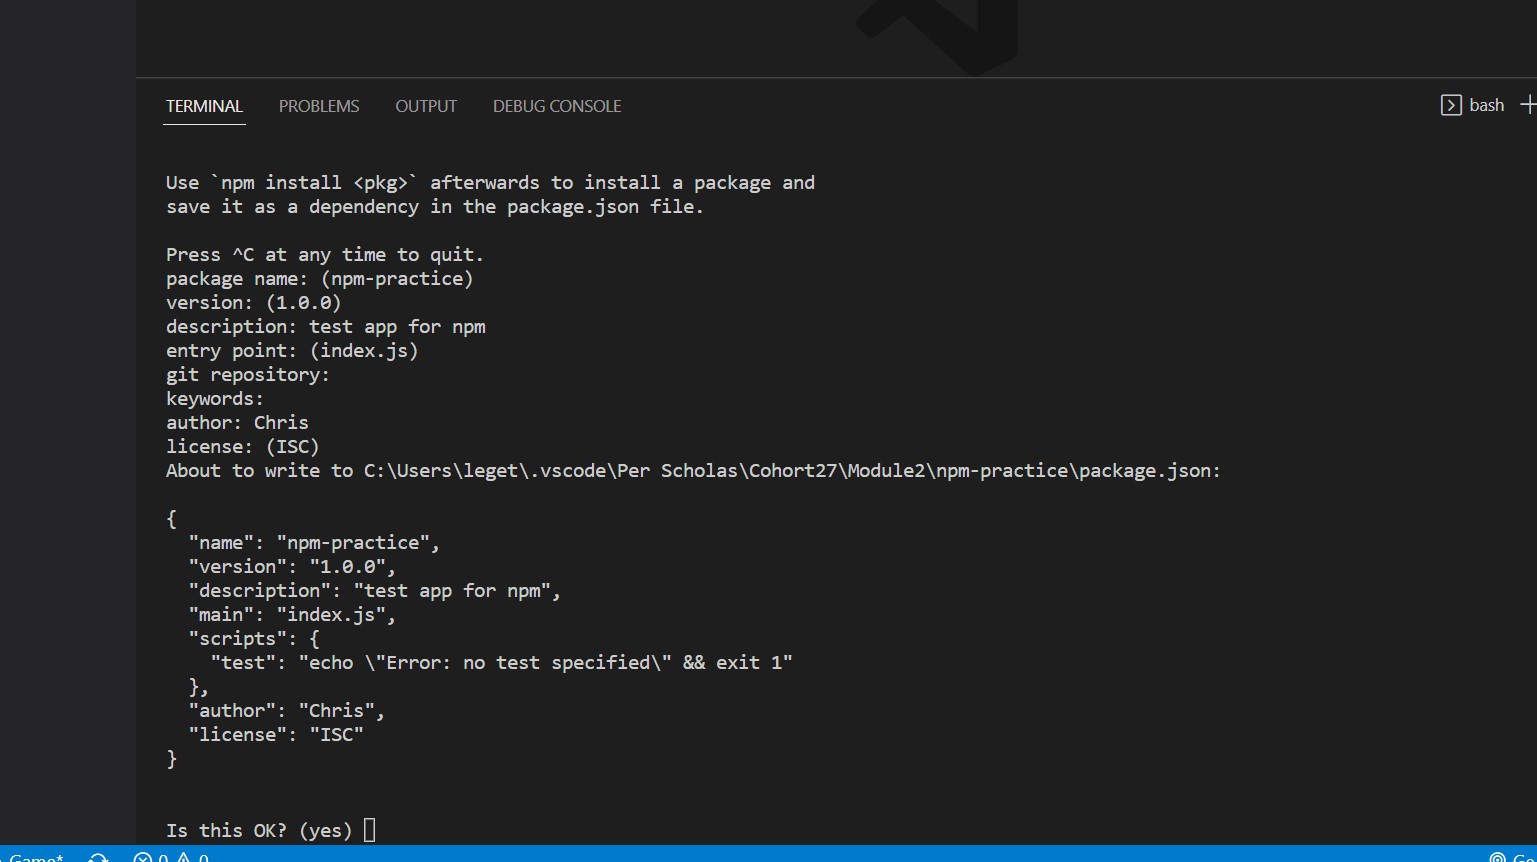 TERMINAL PROBLEMS OUTPUT DEBUG CONSOLE bash
Use `npm install <pkg>` afterwards to install a package and
save it as a dependency in the package.json file.
Press ^C at any time to quit.
package name: (npm-practice)
version: (1.0.0)
description: test app for npm
entry point: (index.js)
git repository:
keywords:
author: Chris
license: (ISC)
About to write to C:\Users\leget\.vscode\Per Scholas\Cohort27\Module2\npm-practice\package.json:
{
  "name": "npm-practice",
  "version": "1.0.0",
  "description": "test app for npm",
  "main": "index.js",
  "scripts": {
    "test": "echo \"Error: no test specified\" && exit 1"
  },
  "author": "Chris",
  "license": "ISC"
}
Is this OK? (yes)
Game* 0 0